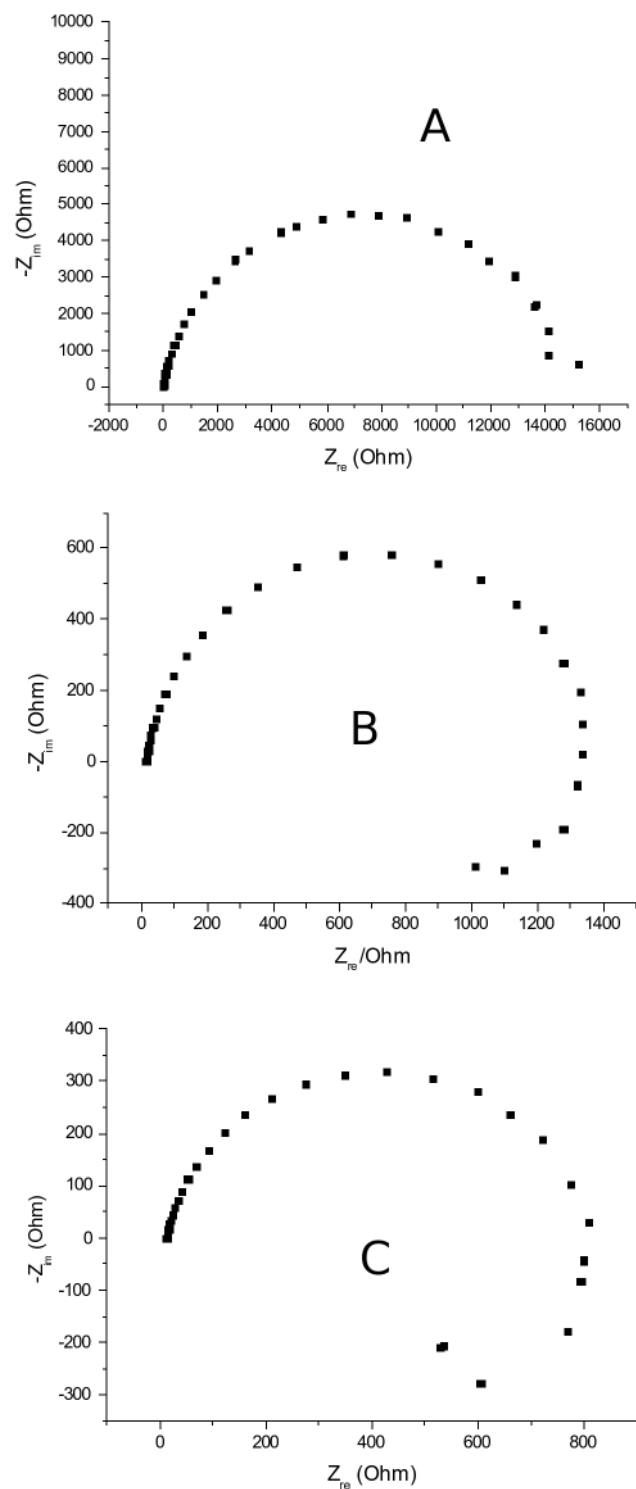 10000
9000
8000
7000
6000
5000
4000
3000
2000
1000
0
-Z_im (Ohm)
A
-2000 0 2000 4000 6000 8000 10000 12000 14000 16000
Z_re (Ohm)
600
400
200
0
-200
-400
-Z_im (Ohm)
B
0 200 400 600 800 1000 1200 1400
Z_re/Ohm
400
300
200
100
0
-100
-200
-300
-Z_im (Ohm)
C
0 200 400 600 800
Z_re (Ohm)